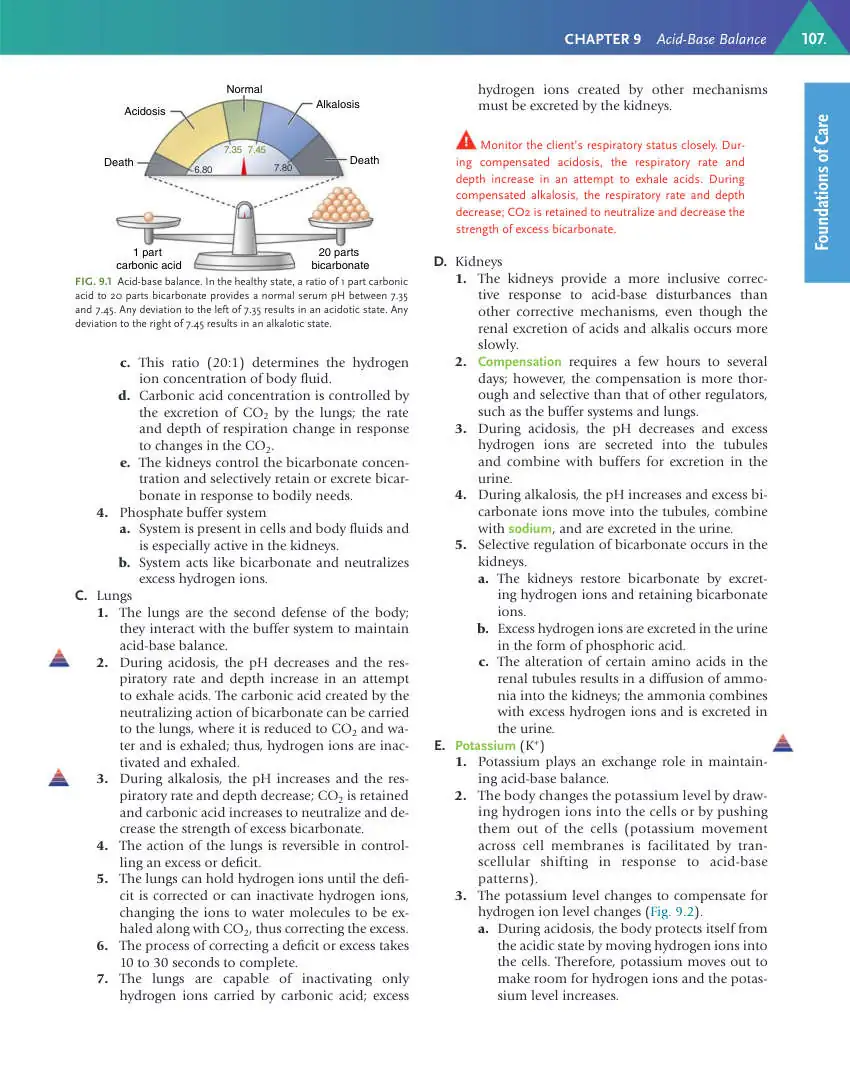 CHAPTER 9 Acid-Base Balance 107.
Foundations of Care
Normal
Acidosis
Alkalosis
7.35 7.45
Death
6.80
7.80
Death
1 part
carbonic acid
20 parts
bicarbonate
FIG. 9.1 Acid-base balance. In the healthy state, a ratio of 1 part carbonic
acid to 20 parts bicarbonate provides a normal serum pH between 7.35
and 7.45. Any deviation to the left of 7.35 results in an acidotic state. Any
deviation to the right of 7.45 results in an alkalotic state.
c. This ratio (20:1) determines the hydrogen
ion concentration of body fluid.
d. Carbonic acid concentration is controlled by
the excretion of CO₂ by the lungs; the rate
and depth of respiration change in response
to changes in the CO₂.
e. The kidneys control the bicarbonate concen-
tration and selectively retain or excrete bicar-
bonate in response to bodily needs.
4. Phosphate buffer system
a. System is present in cells and body fluids and
is especially active in the kidneys.
b. System acts like bicarbonate and neutralizes
excess hydrogen ions.
C. Lungs
1. The lungs are the second defense of the body;
they interact with the buffer system to maintain
acid-base balance.
2. During acidosis, the pH decreases and the res-
piratory rate and depth increase in an attempt
to exhale acids. The carbonic acid created by the
neutralizing action of bicarbonate can be carried
to the lungs, where it is reduced to CO₂ and wa-
ter and is exhaled; thus, hydrogen ions are inac-
tivated and exhaled.
3. During alkalosis, the pH increases and the res-
piratory rate and depth decrease; CO₂ is retained
and carbonic acid increases to neutralize and de-
crease the strength of excess bicarbonate.
4. The action of the lungs is reversible in control-
ling an excess or deficit.
5. The lungs can hold hydrogen ions until the defi-
cit is corrected or can inactivate hydrogen ions,
changing the ions to water molecules to be ex-
haled along with CO₂, thus correcting the excess.
6. The process of correcting a deficit or excess takes
10 to 30 seconds to complete.
7. The lungs are capable of inactivating only
hydrogen ions carried by carbonic acid; excess
hydrogen ions created by other mechanisms
must be excreted by the kidneys.
Monitor the client's respiratory status closely. Dur-
ing compensated acidosis, the respiratory rate and
depth increase in an attempt to exhale acids. During
compensated alkalosis, the respiratory rate and depth
decrease; CO2 is retained to neutralize and decrease the
strength of excess bicarbonate.
D. Kidneys
1. The kidneys provide a more inclusive correc-
tive response to acid-base disturbances than
other corrective mechanisms, even though the
renal excretion of acids and alkalis occurs more
slowly.
2. Compensation requires a few hours to several
days; however, the compensation is more thor-
ough and selective than that of other regulators,
such as the buffer systems and lungs.
3. During acidosis, the pH decreases and excess
hydrogen ions are secreted into the tubules
and combine with buffers for excretion in the
urine.
4. During alkalosis, the pH increases and excess bi-
carbonate ions move into the tubules, combine
with sodium, and are excreted in the urine.
5. Selective regulation of bicarbonate occurs in the
kidneys.
a. The kidneys restore bicarbonate by excret-
ing hydrogen ions and retaining bicarbonate
ions.
b. Excess hydrogen ions are excreted in the urine
in the form of phosphoric acid.
c. The alteration of certain amino acids in the
renal tubules results in a diffusion of ammo-
nia into the kidneys; the ammonia combines
with excess hydrogen ions and is excreted in
the urine.
E. Potassium (K⁺)
1. Potassium plays an exchange role in maintain-
ing acid-base balance.
2. The body changes the potassium level by draw-
ing hydrogen ions into the cells or by pushing
them out of the cells (potassium movement
across cell membranes is facilitated by tran-
scellular shifting in response to acid-base
patterns).
3. The potassium level changes to compensate for
hydrogen ion level changes (Fig. 9.2).
a. During acidosis, the body protects itself from
the acidic state by moving hydrogen ions into
the cells. Therefore, potassium moves out to
make room for hydrogen ions and the potas-
sium level increases.